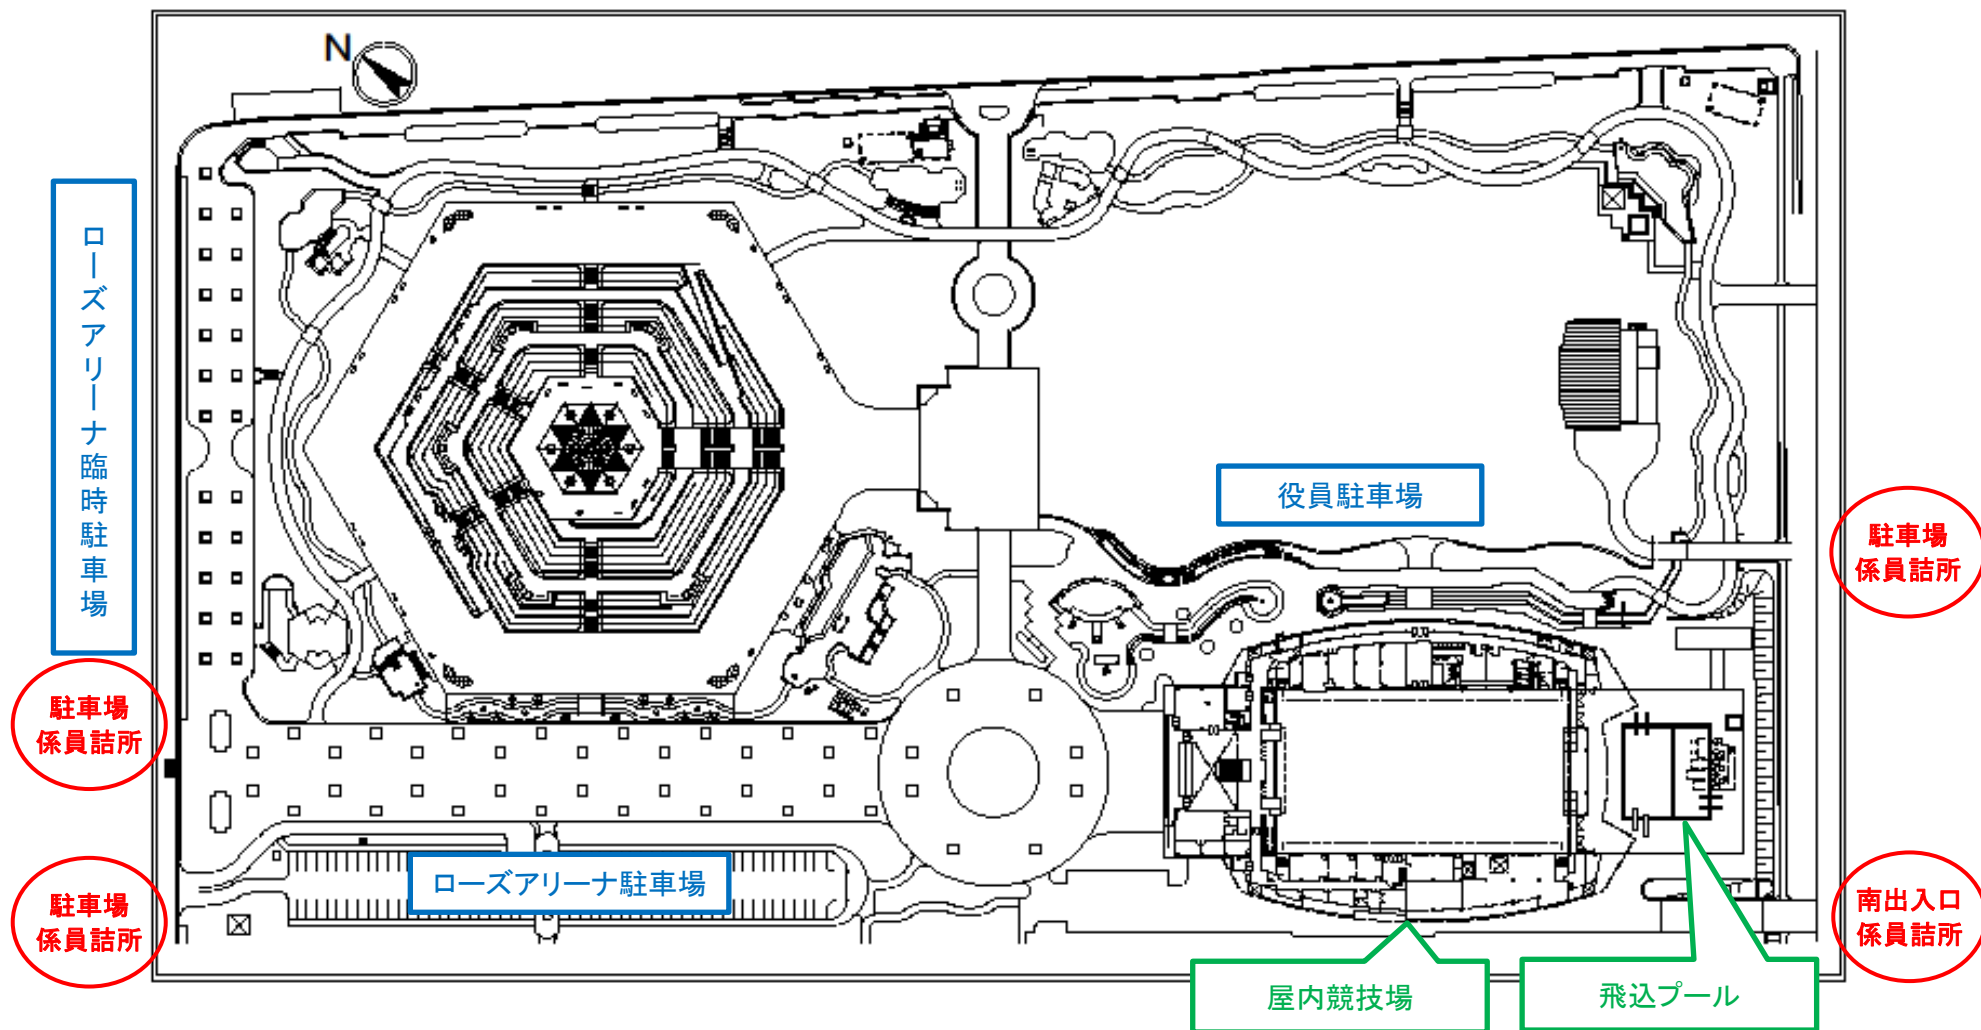 N
ローズアリーナ臨時駐車場
役員駐車場
駐車場
係員詰所
駐車場
係員詰所
ローズアリーナ駐車場
駐車場
係員詰所
南出入口
係員詰所
屋内競技場
飛込プール